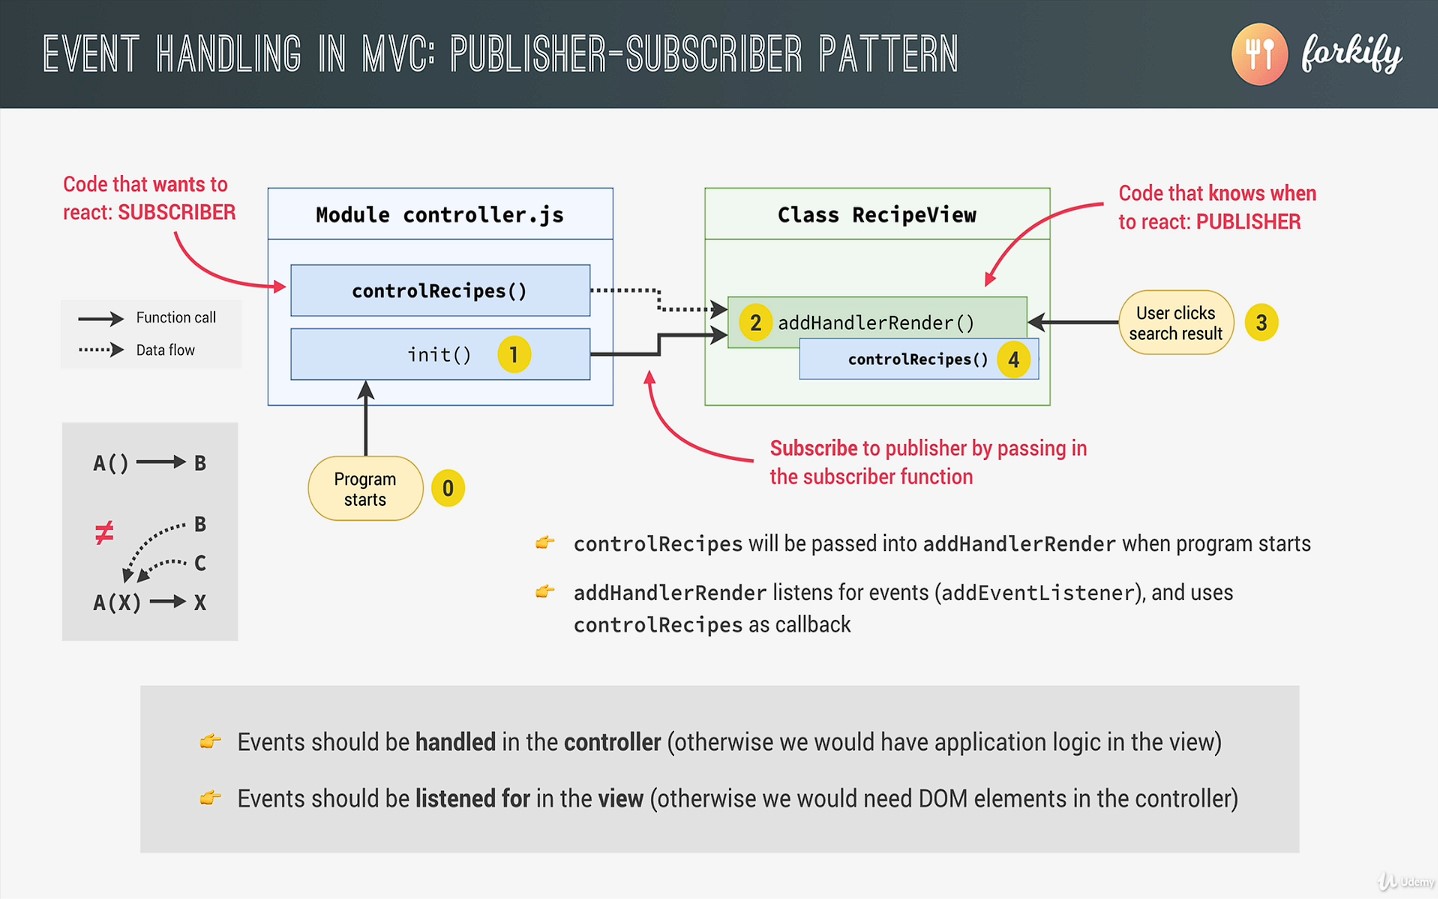 EVENT HANDLING IN MVC: PUBLISHER-SUBSCRIBER PATTERN
forkify
Code that wants to
react: SUBSCRIBER
Module controller.js
controlRecipes()
init()
1
Class RecipeView
2
addHandlerRender()
controlRecipes()
4
Code that knows when
to react: PUBLISHER
User clicks
search result
3
Function call
Data flow
Program
starts
0
Subscribe to publisher by passing in
the subscriber function
A() B
≠
B
C
A(X) X
👉 controlRecipes will be passed into addHandlerRender when program starts
👉 addHandlerRender listens for events (addEventListener), and uses
controlRecipes as callback
👉 Events should be handled in the controller (otherwise we would have application logic in the view)
👉 Events should be listened for in the view (otherwise we would need DOM elements in the controller)
Udemy